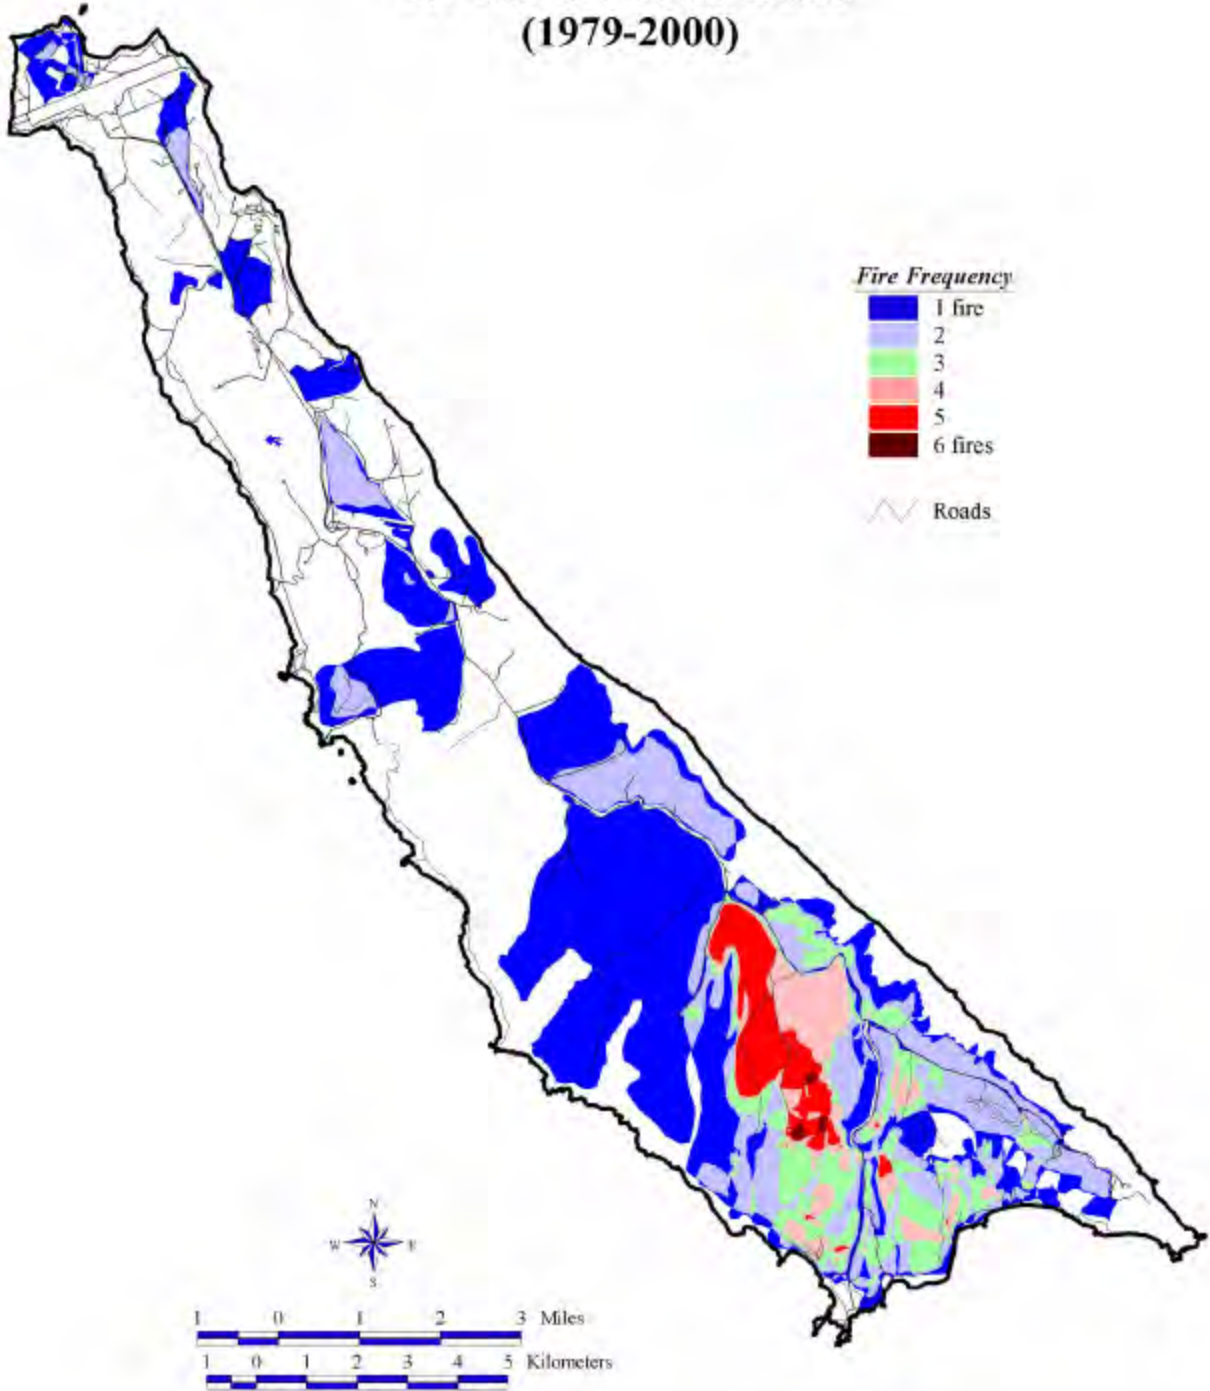 (1979-2000)
Fire Frequency
1 fire
2
3
4
5
6 fires
Roads
N
W E
S
1 0 1 2 3 Miles
1 0 1 2 3 4 5 Kilometers